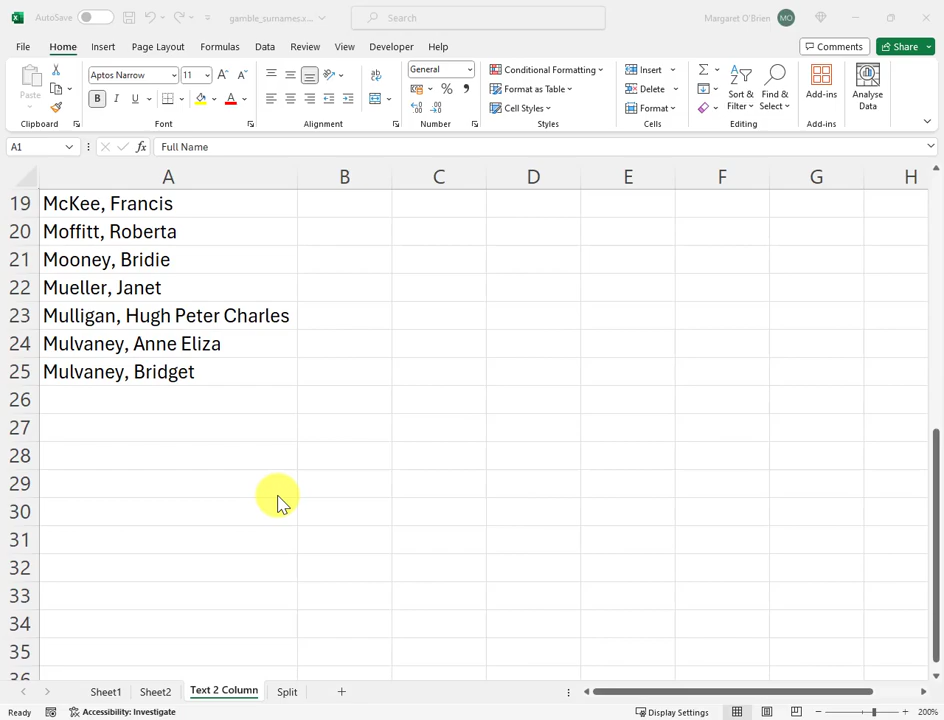 AutoSave
gamble_surnames.x...
Search
Margaret O'Brien MO
File Home Insert Page Layout Formulas Data Review View Developer Help
Comments Share
Paste
Clipboard
Aptos Narrow 11
B I U
Font
Alignment
General
Number
Conditional Formatting
Format as Table
Cell Styles
Styles
Insert
Delete
Format
Cells
Sort & Filter
Find & Select
Editing
Add-ins
Add-ins
Analyse Data
A1 fx Full Name
A B C D E F G H
19 McKee, Francis
20 Moffitt, Roberta
21 Mooney, Bridie
22 Mueller, Janet
23 Mulligan, Hugh Peter Charles
24 Mulvaney, Anne Eliza
25 Mulvaney, Bridget
26
27
28
29
30
31
32
33
34
35
36
Sheet1 Sheet2 Text 2 Column Split
Ready Accessibility: Investigate Display Settings 200%